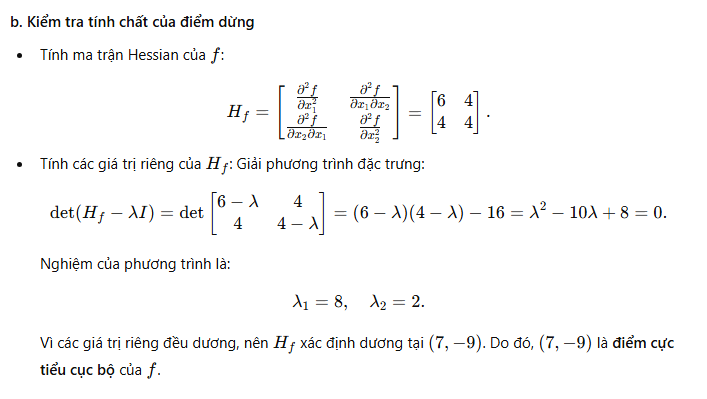 b. Kiểm tra tính chất của điểm dừng
• Tính ma trận Hessian của f:
H_f = [∂²f/∂x₁² ∂²f/∂x₁∂x₂; ∂²f/∂x₂∂x₁ ∂²f/∂x₂²] = [6 4; 4 4].
• Tính các giá trị riêng của H_f: Giải phương trình đặc trưng:
det(H_f − λI) = det [6 − λ 4; 4 4 − λ] = (6 − λ)(4 − λ) − 16 = λ² − 10λ + 8 = 0.
Nghiệm của phương trình là:
λ₁ = 8, λ₂ = 2.
Vì các giá trị riêng đều dương, nên H_f xác định dương tại (7, −9). Do đó, (7, −9) là điểm cực
tiểu cục bộ của f.